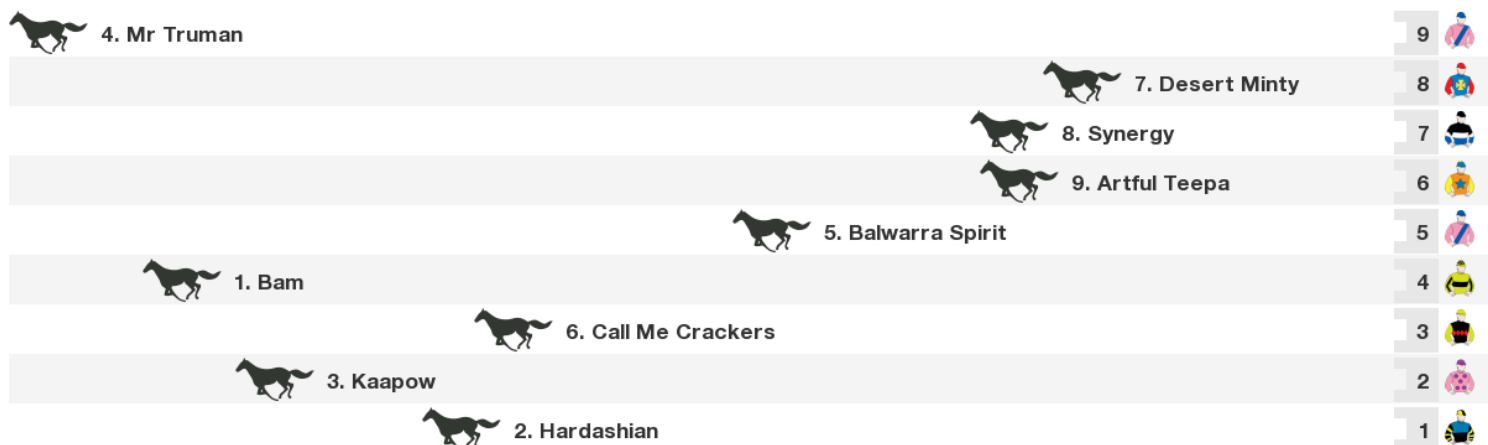 4. Mr Truman 9
7. Desert Minty 8
8. Synergy 7
9. Artful Teepa 6
5. Balwarra Spirit 5
1. Bam 4
6. Call Me Crackers 3
3. Kaapow 2
2. Hardashian 1